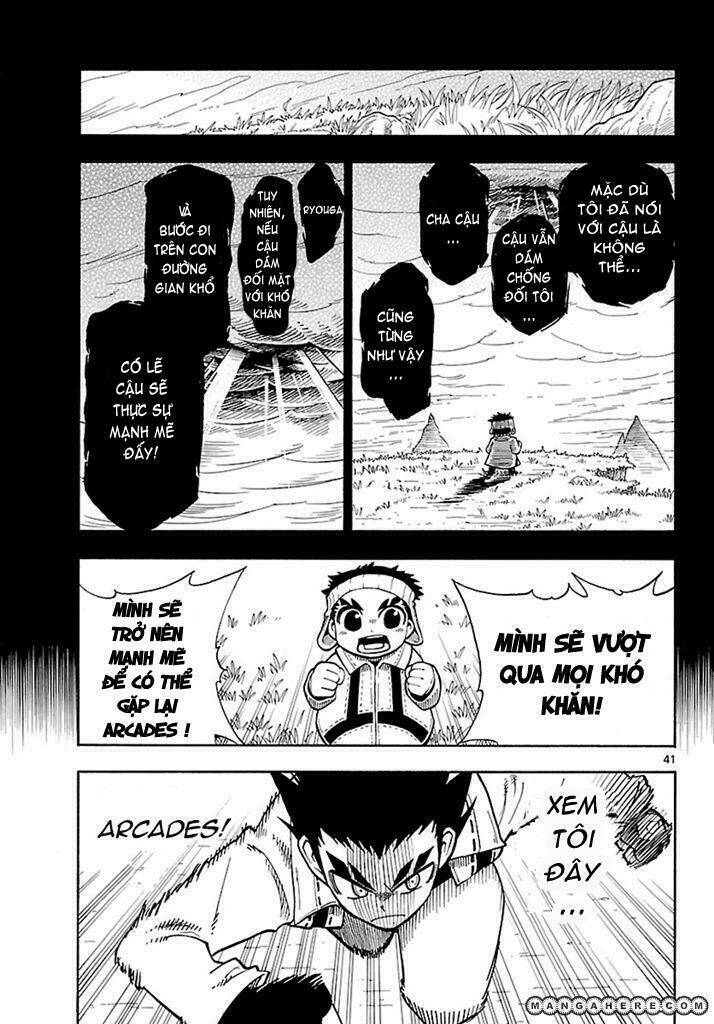 MẶC DÙ
TÔI ĐÃ NÓI
VỚI CẬU LÀ
KHÔNG
THỂ...
CẬU VẪN
DÁM
CHỐNG
ĐỐI TÔI
...
CHA CẬU
...
CŨNG
TỪNG
NHƯ VẬY
...
RYOUGA
TUY
NHIÊN,
NẾU
CẬU
DÁM
ĐỐI MẶT
VỚI KHÓ
KHĂN
VÀ
BƯỚC ĐI
TRÊN CON
ĐƯỜNG
GIAN KHỔ
CÓ LẼ
CẬU SẼ
THỰC SỰ
MẠNH MẼ
ĐẤY!
MÌNH SẼ VƯỢT
QUA MỌI KHÓ
KHĂN!
MÌNH SẼ
TRỞ NÊN
MẠNH MẼ
ĐỂ CÓ THỂ
GẶP LẠI
ARCADES !
41
XEM
TÔI
ĐÂY
...
ARCADES!
MANGAHERE.COM